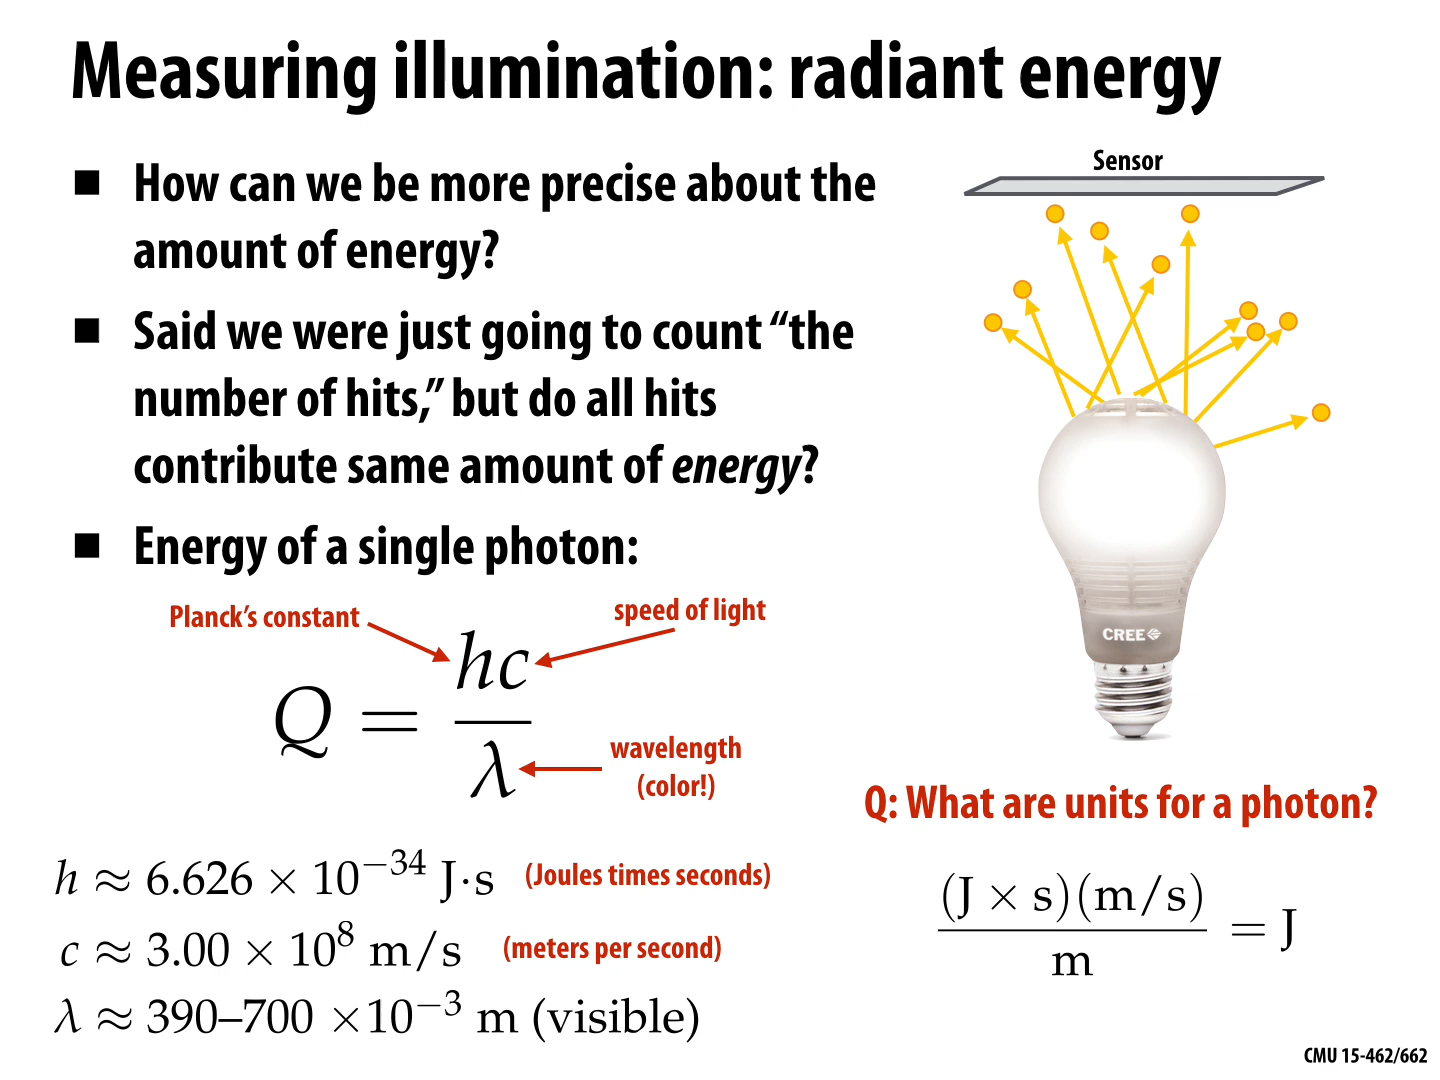 Measuring illumination: radiant energy
■ How can we be more precise about the
amount of energy?
■ Said we were just going to count “the
number of hits,” but do all hits
contribute same amount of energy?
■ Energy of a single photon:
Planck’s constant
speed of light
Q = hc / λ
wavelength
(color!)
h ≈ 6.626 × 10⁻³⁴ J·s (Joules times seconds)
c ≈ 3.00 × 10⁸ m/s (meters per second)
λ ≈ 390–700 ×10⁻³ m (visible)
Sensor
CREE
Q: What are units for a photon?
(J × s)(m/s) / m = J
CMU 15-462/662